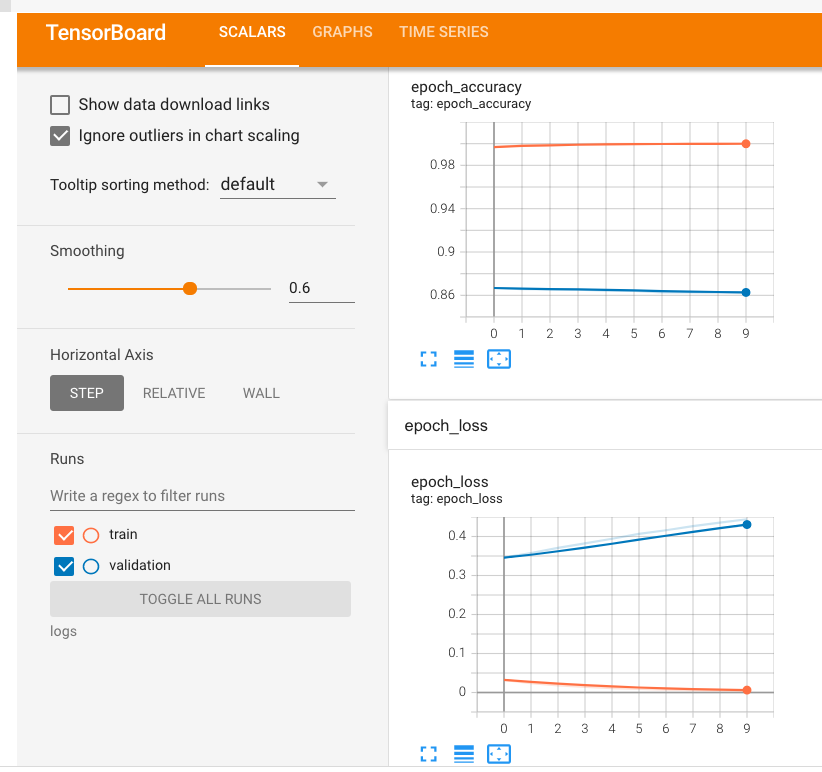 TensorBoard SCALARS GRAPHS TIME SERIES
Show data download links
Ignore outliers in chart scaling
Tooltip sorting method: default
Smoothing
0.6
Horizontal Axis
STEP RELATIVE WALL
Runs
Write a regex to filter runs
train
validation
TOGGLE ALL RUNS
logs
epoch_accuracy
tag: epoch_accuracy
0.98
0.94
0.9
0.86
0 1 2 3 4 5 6 7 8 9
epoch_loss
epoch_loss
tag: epoch_loss
0.4
0.3
0.2
0.1
0
0 1 2 3 4 5 6 7 8 9